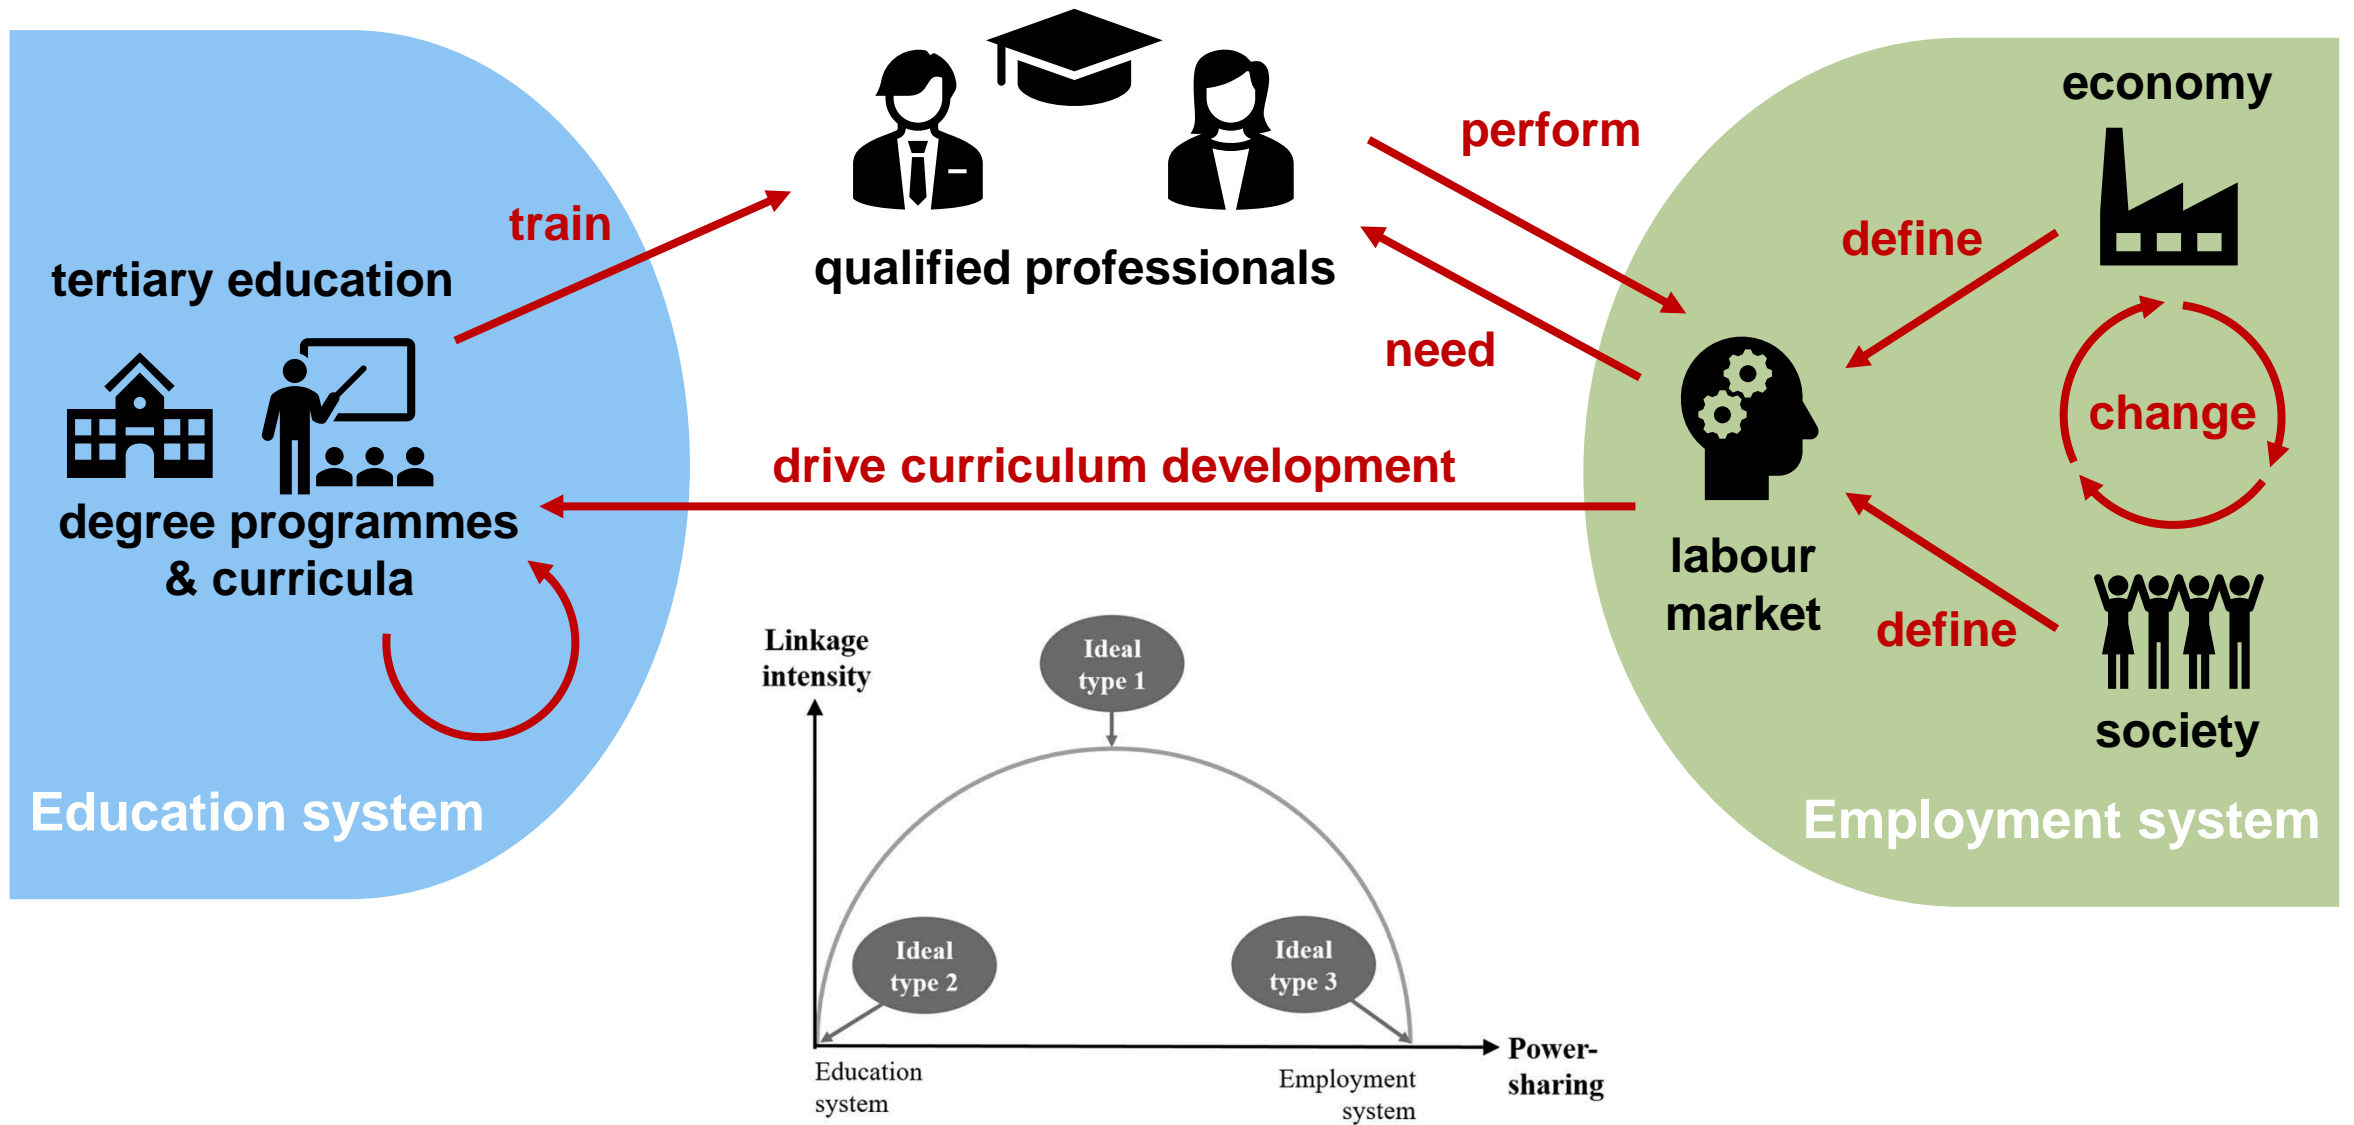 economy
perform
train
define
tertiary education
qualified professionals
need
change
drive curriculum development
degree programmes
& curricula
labour
market
define
society
Education system
Employment system
Linkage
intensity
Ideal
type 1
Ideal
type 2
Ideal
type 3
Education
system
Employment
system
Power-
sharing